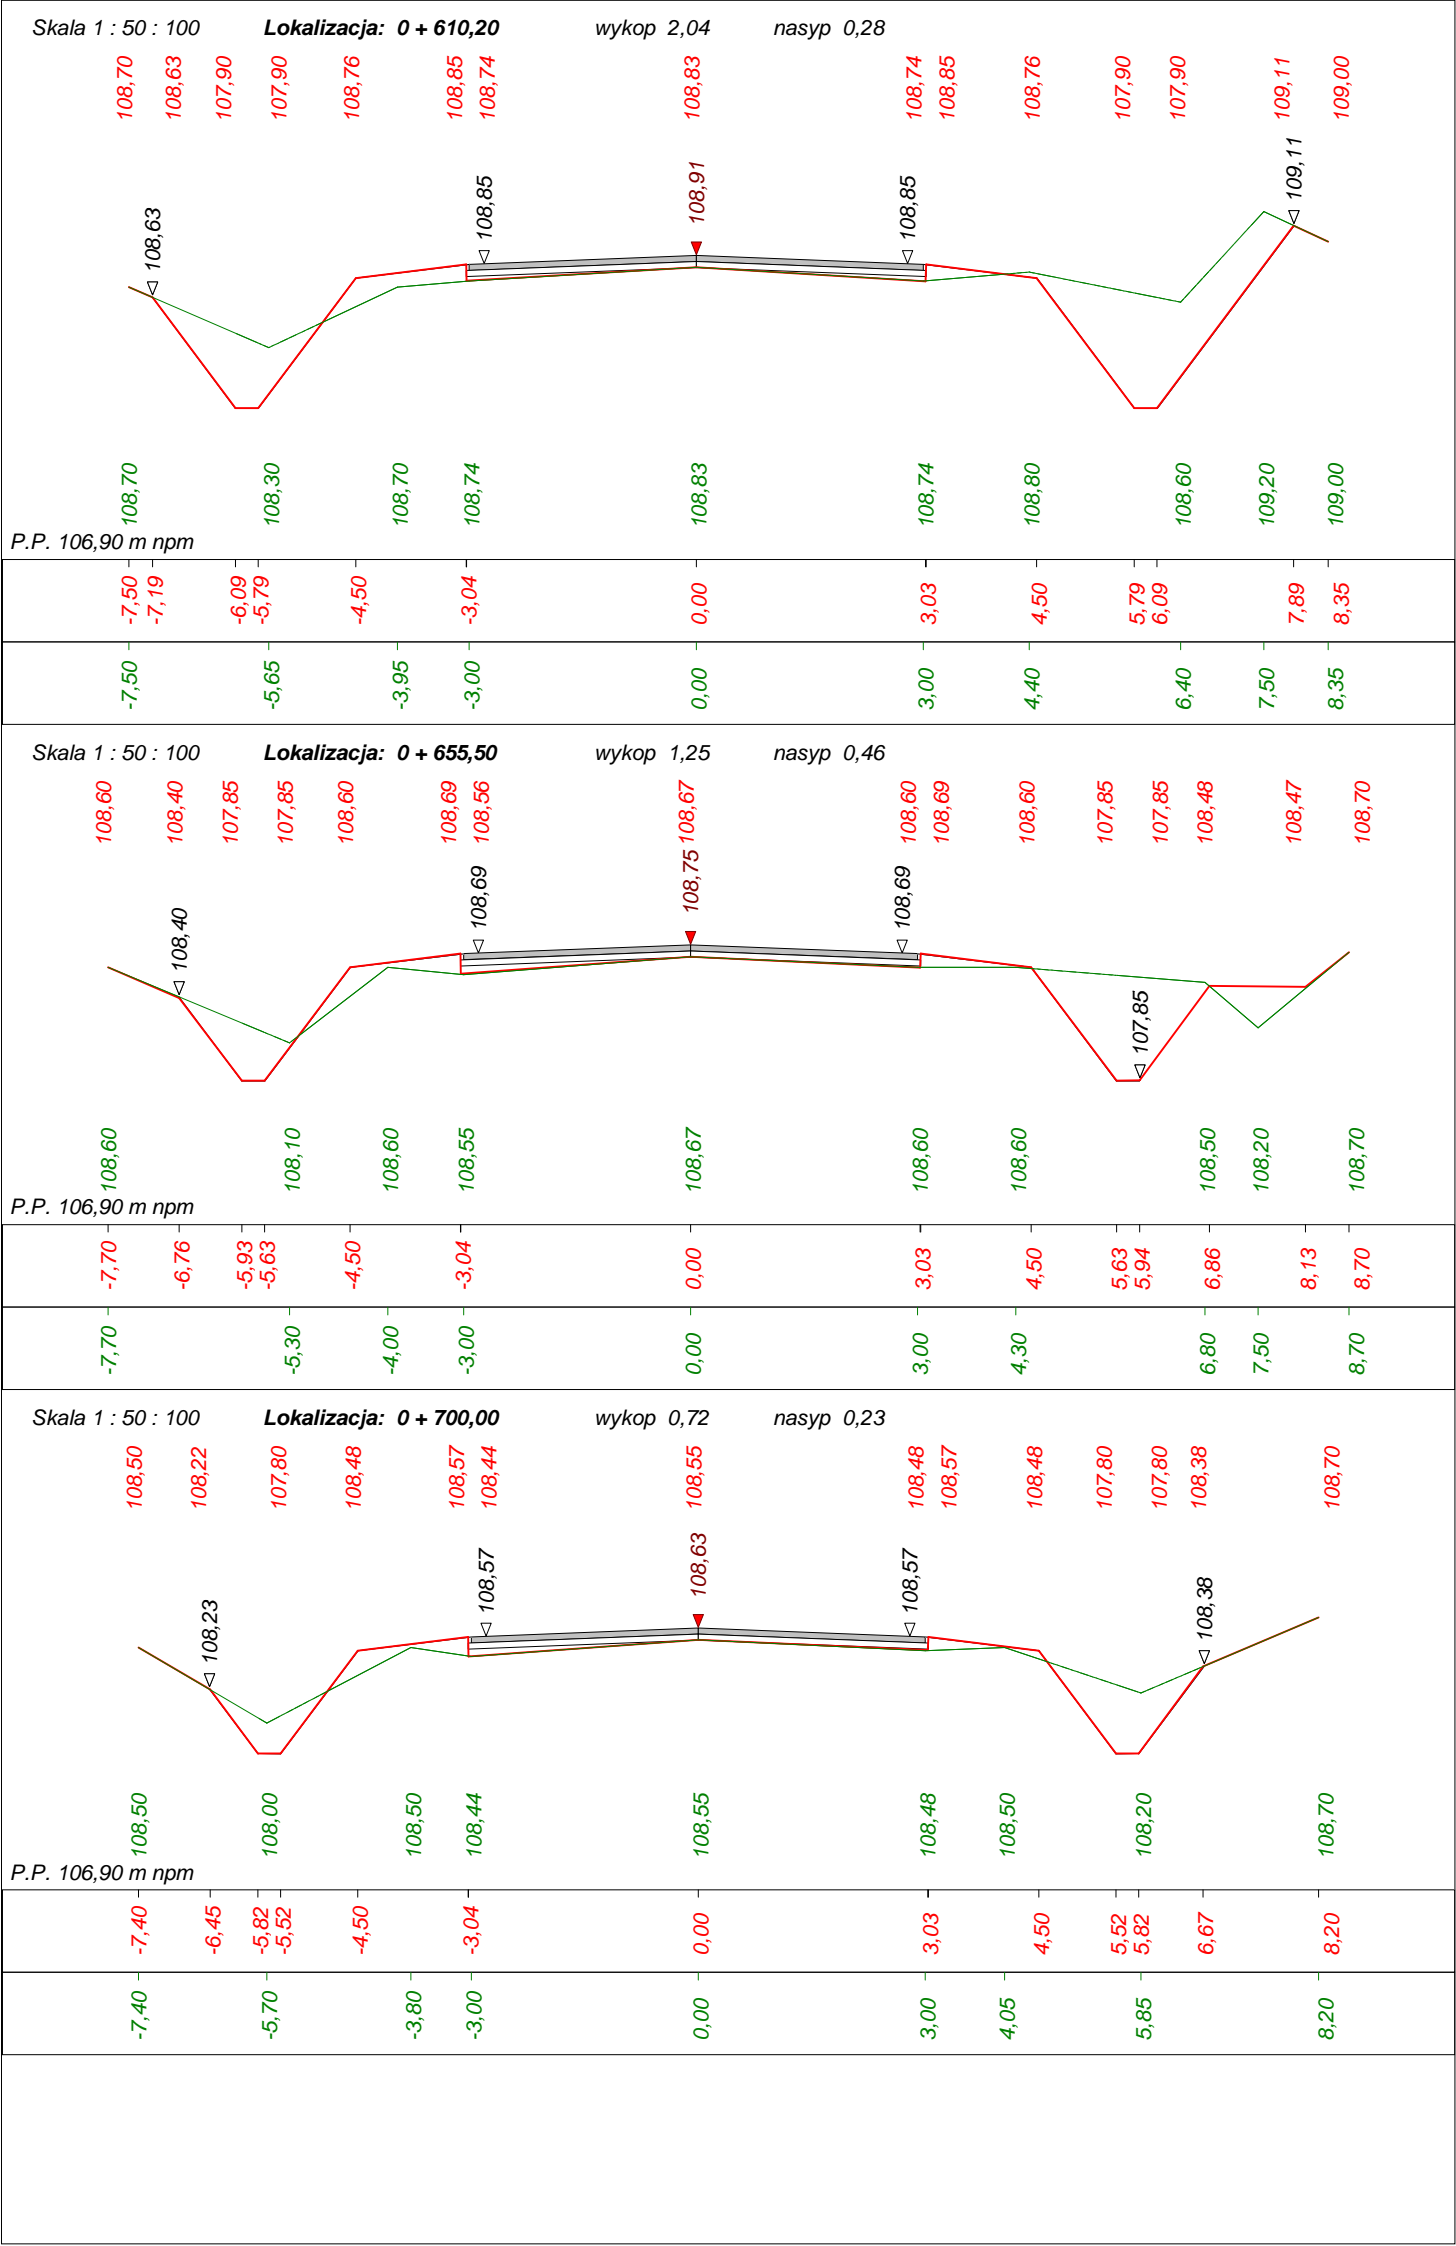 Skala 1 : 50 : 100 Lokalizacja: 0 + 610,20 wykop 2,04 nasyp 0,28
108,70 108,63 107,90 107,90 108,76 108,85 108,74 108,83 108,74 108,85 108,76 107,90 107,90 109,11 109,00
108,63 108,85 108,91 108,85 109,11
108,70 108,30 108,70 108,74 108,83 108,74 108,80 108,60 109,20 109,00
P.P. 106,90 m npm
-7,50 -7,19 -6,09 -5,79 -4,50 -3,04 0,00 3,03 4,50 5,79 6,09 7,89 8,35
-7,50 -5,65 -3,95 -3,00 0,00 3,00 4,40 6,40 7,50 8,35
Skala 1 : 50 : 100 Lokalizacja: 0 + 655,50 wykop 1,25 nasyp 0,46
108,60 108,40 107,85 107,85 108,60 108,69 108,56 108,67 108,60 108,69 108,60 107,85 107,85 108,48 108,47 108,70
108,40 108,69 108,75 108,69 107,85
108,60 108,10 108,60 108,55 108,67 108,60 108,60 108,50 108,20 108,70
P.P. 106,90 m npm
-7,70 -6,76 -5,93 -5,63 -4,50 -3,04 0,00 3,03 4,50 5,63 5,94 6,86 8,13 8,70
-7,70 -5,30 -4,00 -3,00 0,00 3,00 4,30 6,80 7,50 8,70
Skala 1 : 50 : 100 Lokalizacja: 0 + 700,00 wykop 0,72 nasyp 0,23
108,50 108,22 107,80 108,48 108,57 108,44 108,55 108,48 108,57 108,48 107,80 107,80 108,38 108,70
108,23 108,57 108,63 108,57 108,38
108,50 108,00 108,50 108,44 108,55 108,48 108,50 108,20 108,70
P.P. 106,90 m npm
-7,40 -6,45 -5,82 -5,52 -4,50 -3,04 0,00 3,03 4,50 5,52 5,82 6,67 8,20
-7,40 -5,70 -3,80 -3,00 0,00 3,00 4,05 5,85 8,20